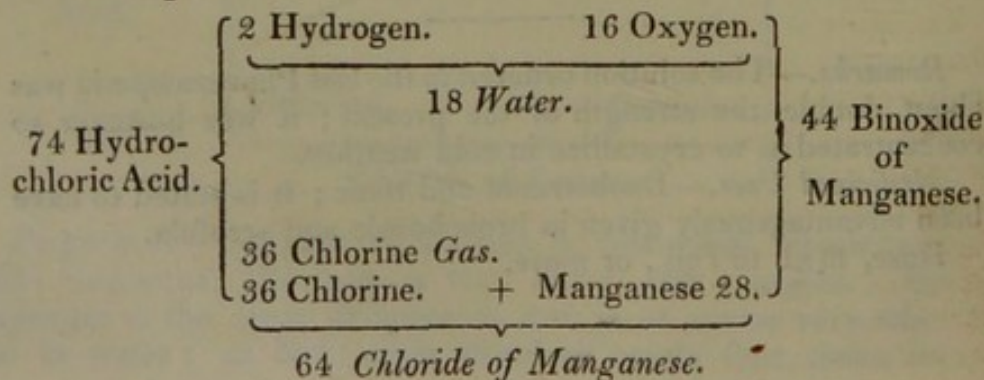 2 Hydrogen. 16 Oxygen.
18 Water.
74 Hydro-
chloric Acid.
44 Binoxide
of
Manganese.
36 Chlorine Gas.
36 Chlorine. + Manganese 28.
64 Chloride of Manganese.